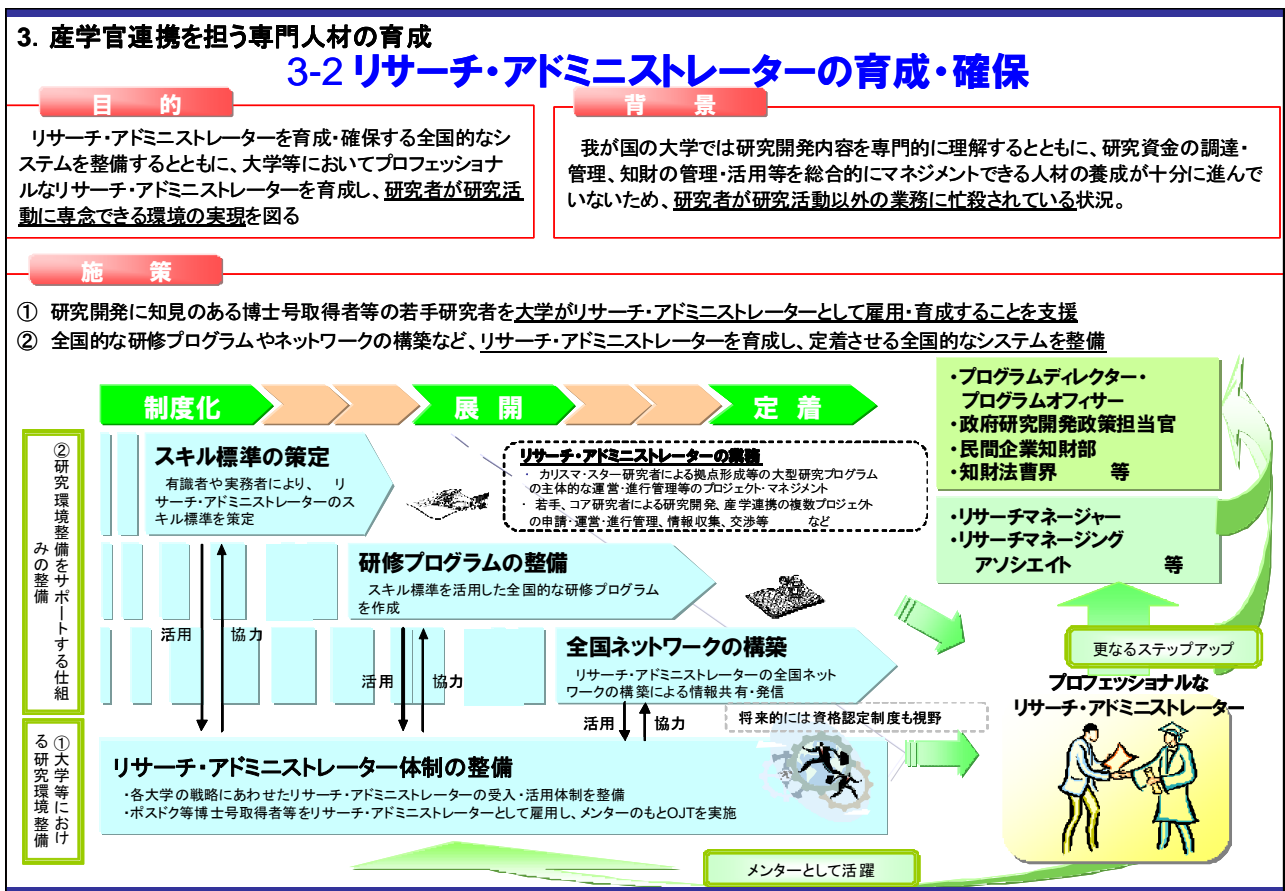 3．産学官連携を担う専門人材の育成
3-2 リサーチ・アドミニストレーターの育成・確保
目　的
リサーチ・アドミニストレーターを育成・確保する全国的なシ
ステムを整備するとともに、大学等においてプロフェッショナ
ルなリサーチ・アドミニストレーターを育成し、研究者が研究活
動に専念できる環境の実現を図る
背　景
我が国の大学では研究開発内容を専門的に理解するとともに、研究資金の調達・
管理、知財の管理・活用等を総合的にマネジメントできる人材の養成が十分に進んで
いないため、研究者が研究活動以外の業務に忙殺されている状況。
施　策
①　研究開発に知見のある博士号取得者等の若手研究者を大学がリサーチ・アドミニストレーターとして雇用・育成することを支援
②　全国的な研修プログラムやネットワークの構築など、リサーチ・アドミニストレーターを育成し、定着させる全国的なシステムを整備
制度化
展　開
定　着
②研究環境整備をサポートする仕組
みの整備
スキル標準の策定
有識者や実務者により、　リ
サーチ・アドミニストレーターのス
キル標準を策定
リサーチ・アドミニストレーターの業務
・ カリスマ・スター研究者による拠点形成等の大型研究プログラム
の主体的な運営・進行管理等のプロジェクト・マネジメント
・ 若手、コア研究者による研究開発、産学連携の複数プロジェクト
の申請・運営・進行管理、情報収集、交渉等　　　など
研修プログラムの整備
スキル標準を活用した全国的な研修プログラム
を作成
活用
協力
全国ネットワークの構築
リサーチ・アドミニストレーターの全国ネット
ワークの構築による情報共有・発信
活用
協力
活用
協力
将来的には資格認定制度も視野
①大学等におけ
る研究環境整備
リサーチ・アドミニストレーター体制の整備
・各大学の戦略にあわせたリサーチ・アドミニストレーターの受入・活用体制を整備
・ポスドク等博士号取得者等をリサーチ・アドミニストレーターとして雇用し、メンターのもとOJTを実施
・プログラムディレクター・
プログラムオフィサー
・政府研究開発政策担当官
・民間企業知財部
・知財法曹界　　等
・リサーチマネージャー
・リサーチマネージング
アソシエイト　　　等
更なるステップアップ
プロフェッショナルな
リサーチ・アドミニストレーター
メンターとして活躍